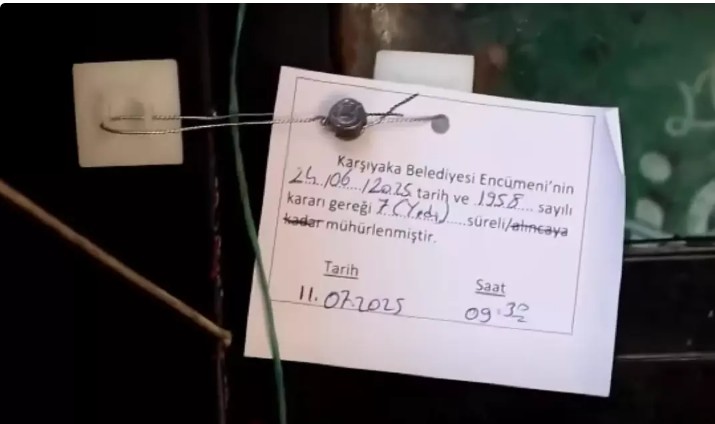 Karşıyaka Belediyesi Encümeni'nin
24/06/2025 tarih ve 1958 sayılı
kararı gereği 7 (Yedi) süreli/alıncaya
kadar mühürlenmiştir.
Tarih
11.07.2025
Saat
09:30